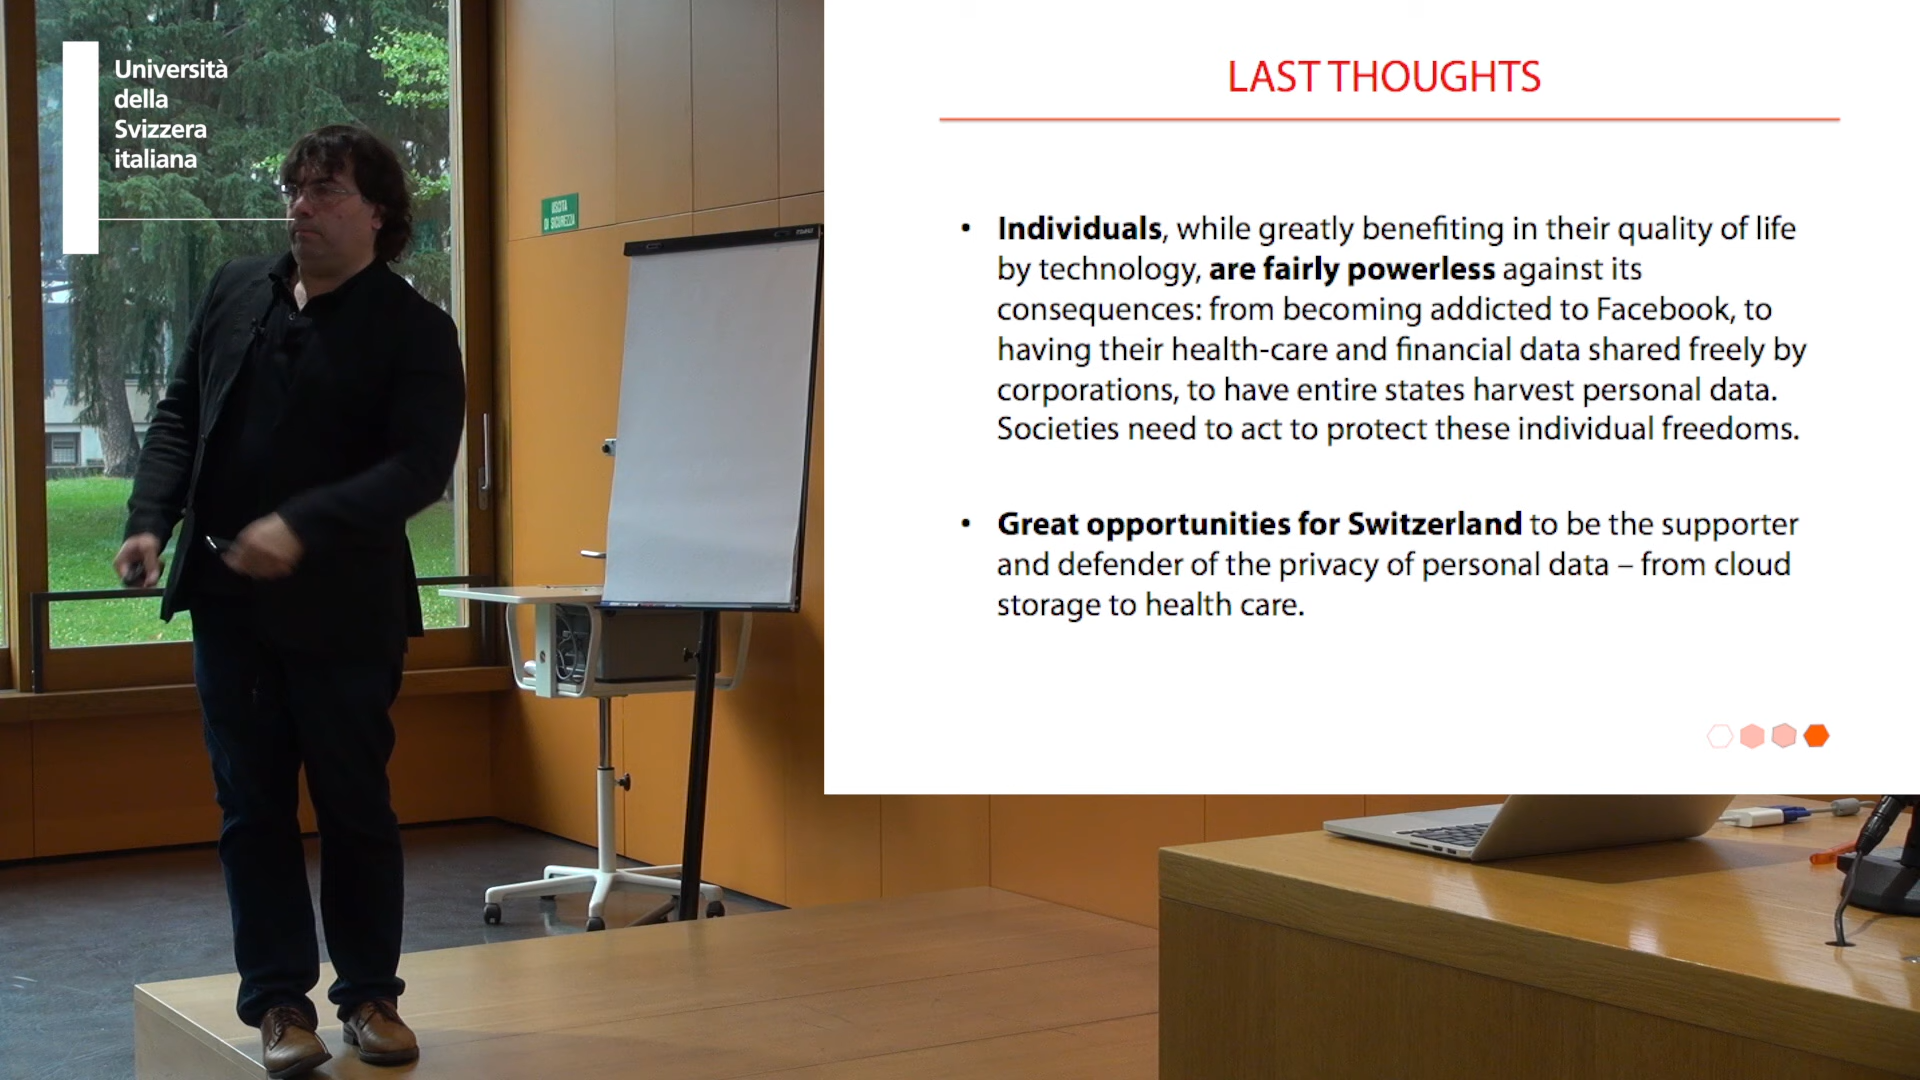 Università
della
Svizzera
italiana
USCITA
DI SICUREZZA
LAST THOUGHTS
• Individuals, while greatly benefiting in their quality of life
by technology, are fairly powerless against its
consequences: from becoming addicted to Facebook, to
having their health-care and financial data shared freely by
corporations, to have entire states harvest personal data.
Societies need to act to protect these individual freedoms.
• Great opportunities for Switzerland to be the supporter
and defender of the privacy of personal data – from cloud
storage to health care.